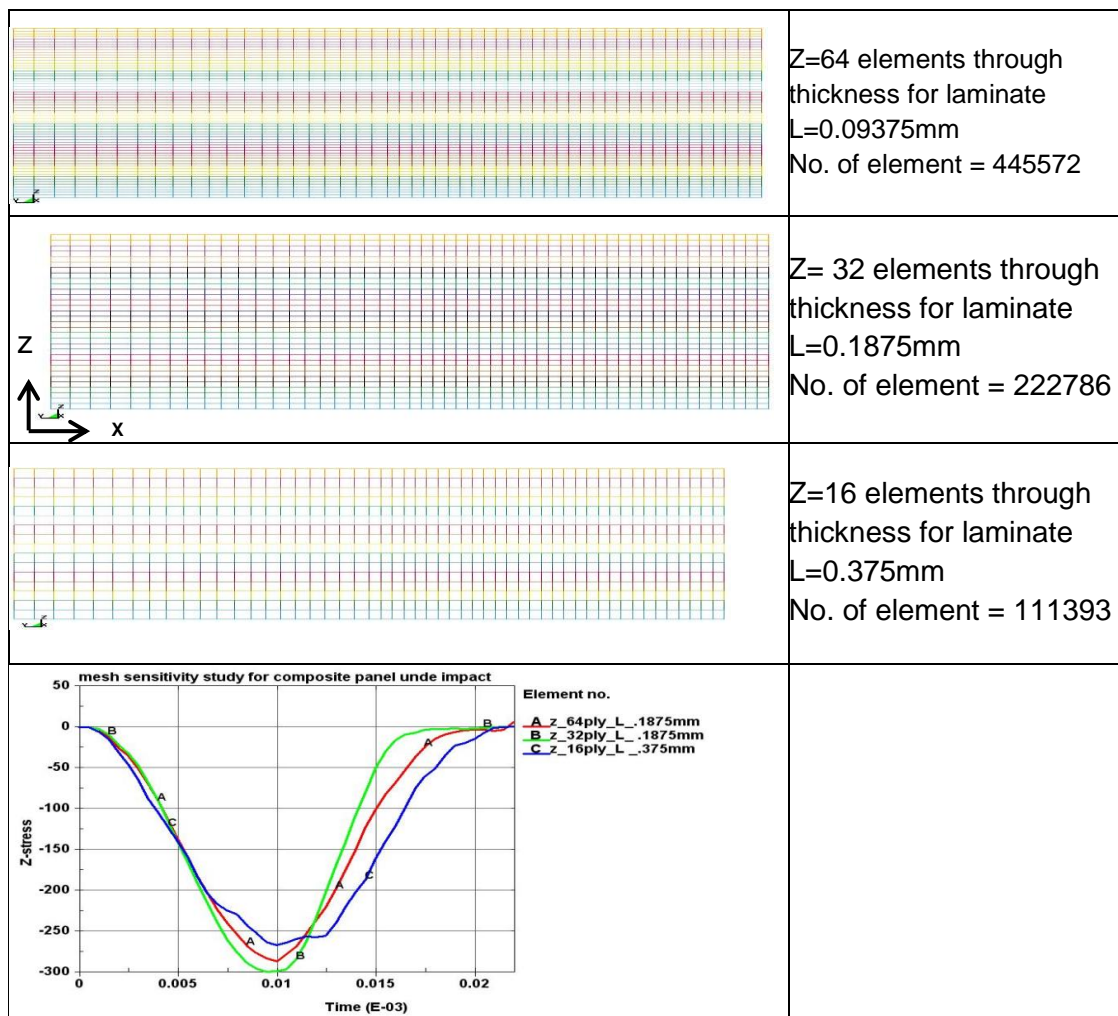 Z=64 elements through
thickness for laminate
L=0.09375mm
No. of element = 445572
Z
X
Z= 32 elements through
thickness for laminate
L=0.1875mm
No. of element = 222786
Z=16 elements through
thickness for laminate
L=0.375mm
No. of element = 111393
mesh sensitivity study for composite panel unde impact
Element no.
A z_64ply_L_.1875mm
B z_32ply_L_.1875mm
C z_16ply_L_.375mm
50
0
-50
-100
-150
-200
-250
-300
Z-stress
B
A
C
A
B
A
C
A
B
0
0.005
0.01
0.015
0.02
Time (E-03)